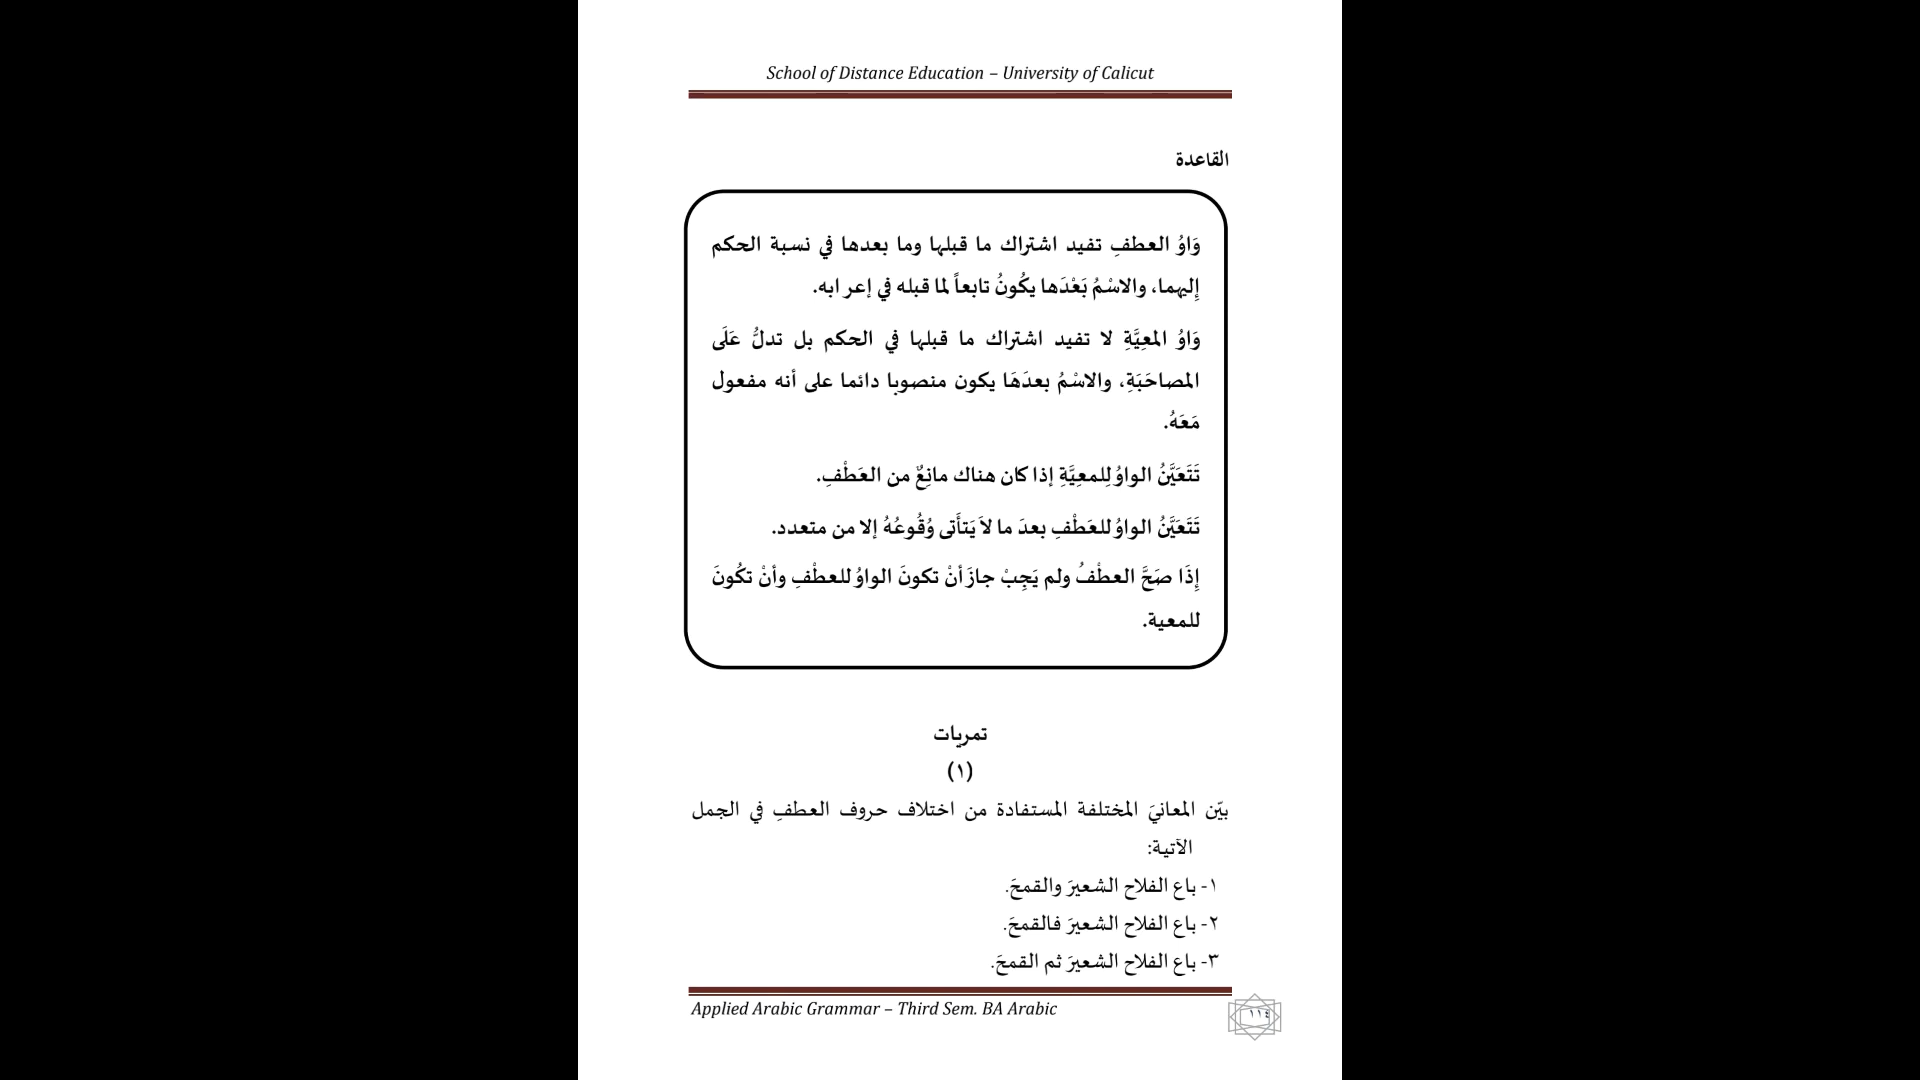 School of Distance Education – University of Calicut
القاعدة
وَاوُ العطفِ تفيد اشتراك ما قبلها وما بعدها في نسبة الحكم
إِليهما، والاسْمُ بَعْدَها يكُونُ تابعاً لما قبله في إعر ابه.
وَاوُ المعِيَّةِ لا تفيد اشتراك ما قبلها في الحكم بل تدلُّ عَلَى
المصاحَبَةِ، والاسْمُ بعدَهَا يكون منصوبا دائما على أنه مفعول
مَعَهُ.
تَتَعَيَّنُ الواوُ لِلمعِيَّةِ إذا كان هناك مانِعٌ من العَطْفِ.
تَتَعَيَّنُ الواوُ للعَطْفِ بعدَ ما لاَ يَتأَتى وُقُوعُهُ إلا من متعدد.
إِذَا صَحَّ العطْفُ ولم يَجِبْ جازَ أنْ تكونَ الواوُ للعطْفِ وأنْ تكُونَ
للمعية.
تمريات
(١)
بيّن المعانيَ المختلفة المستفادة من اختلاف حروف العطفِ في الجمل
الآتية:
١- باع الفلاح الشعيرَ والقمحَ.
٢- باع الفلاح الشعيرَ فالقمحَ.
٣- باع الفلاح الشعيرَ ثم القمحَ.
Applied Arabic Grammar – Third Sem. BA Arabic
١١٤